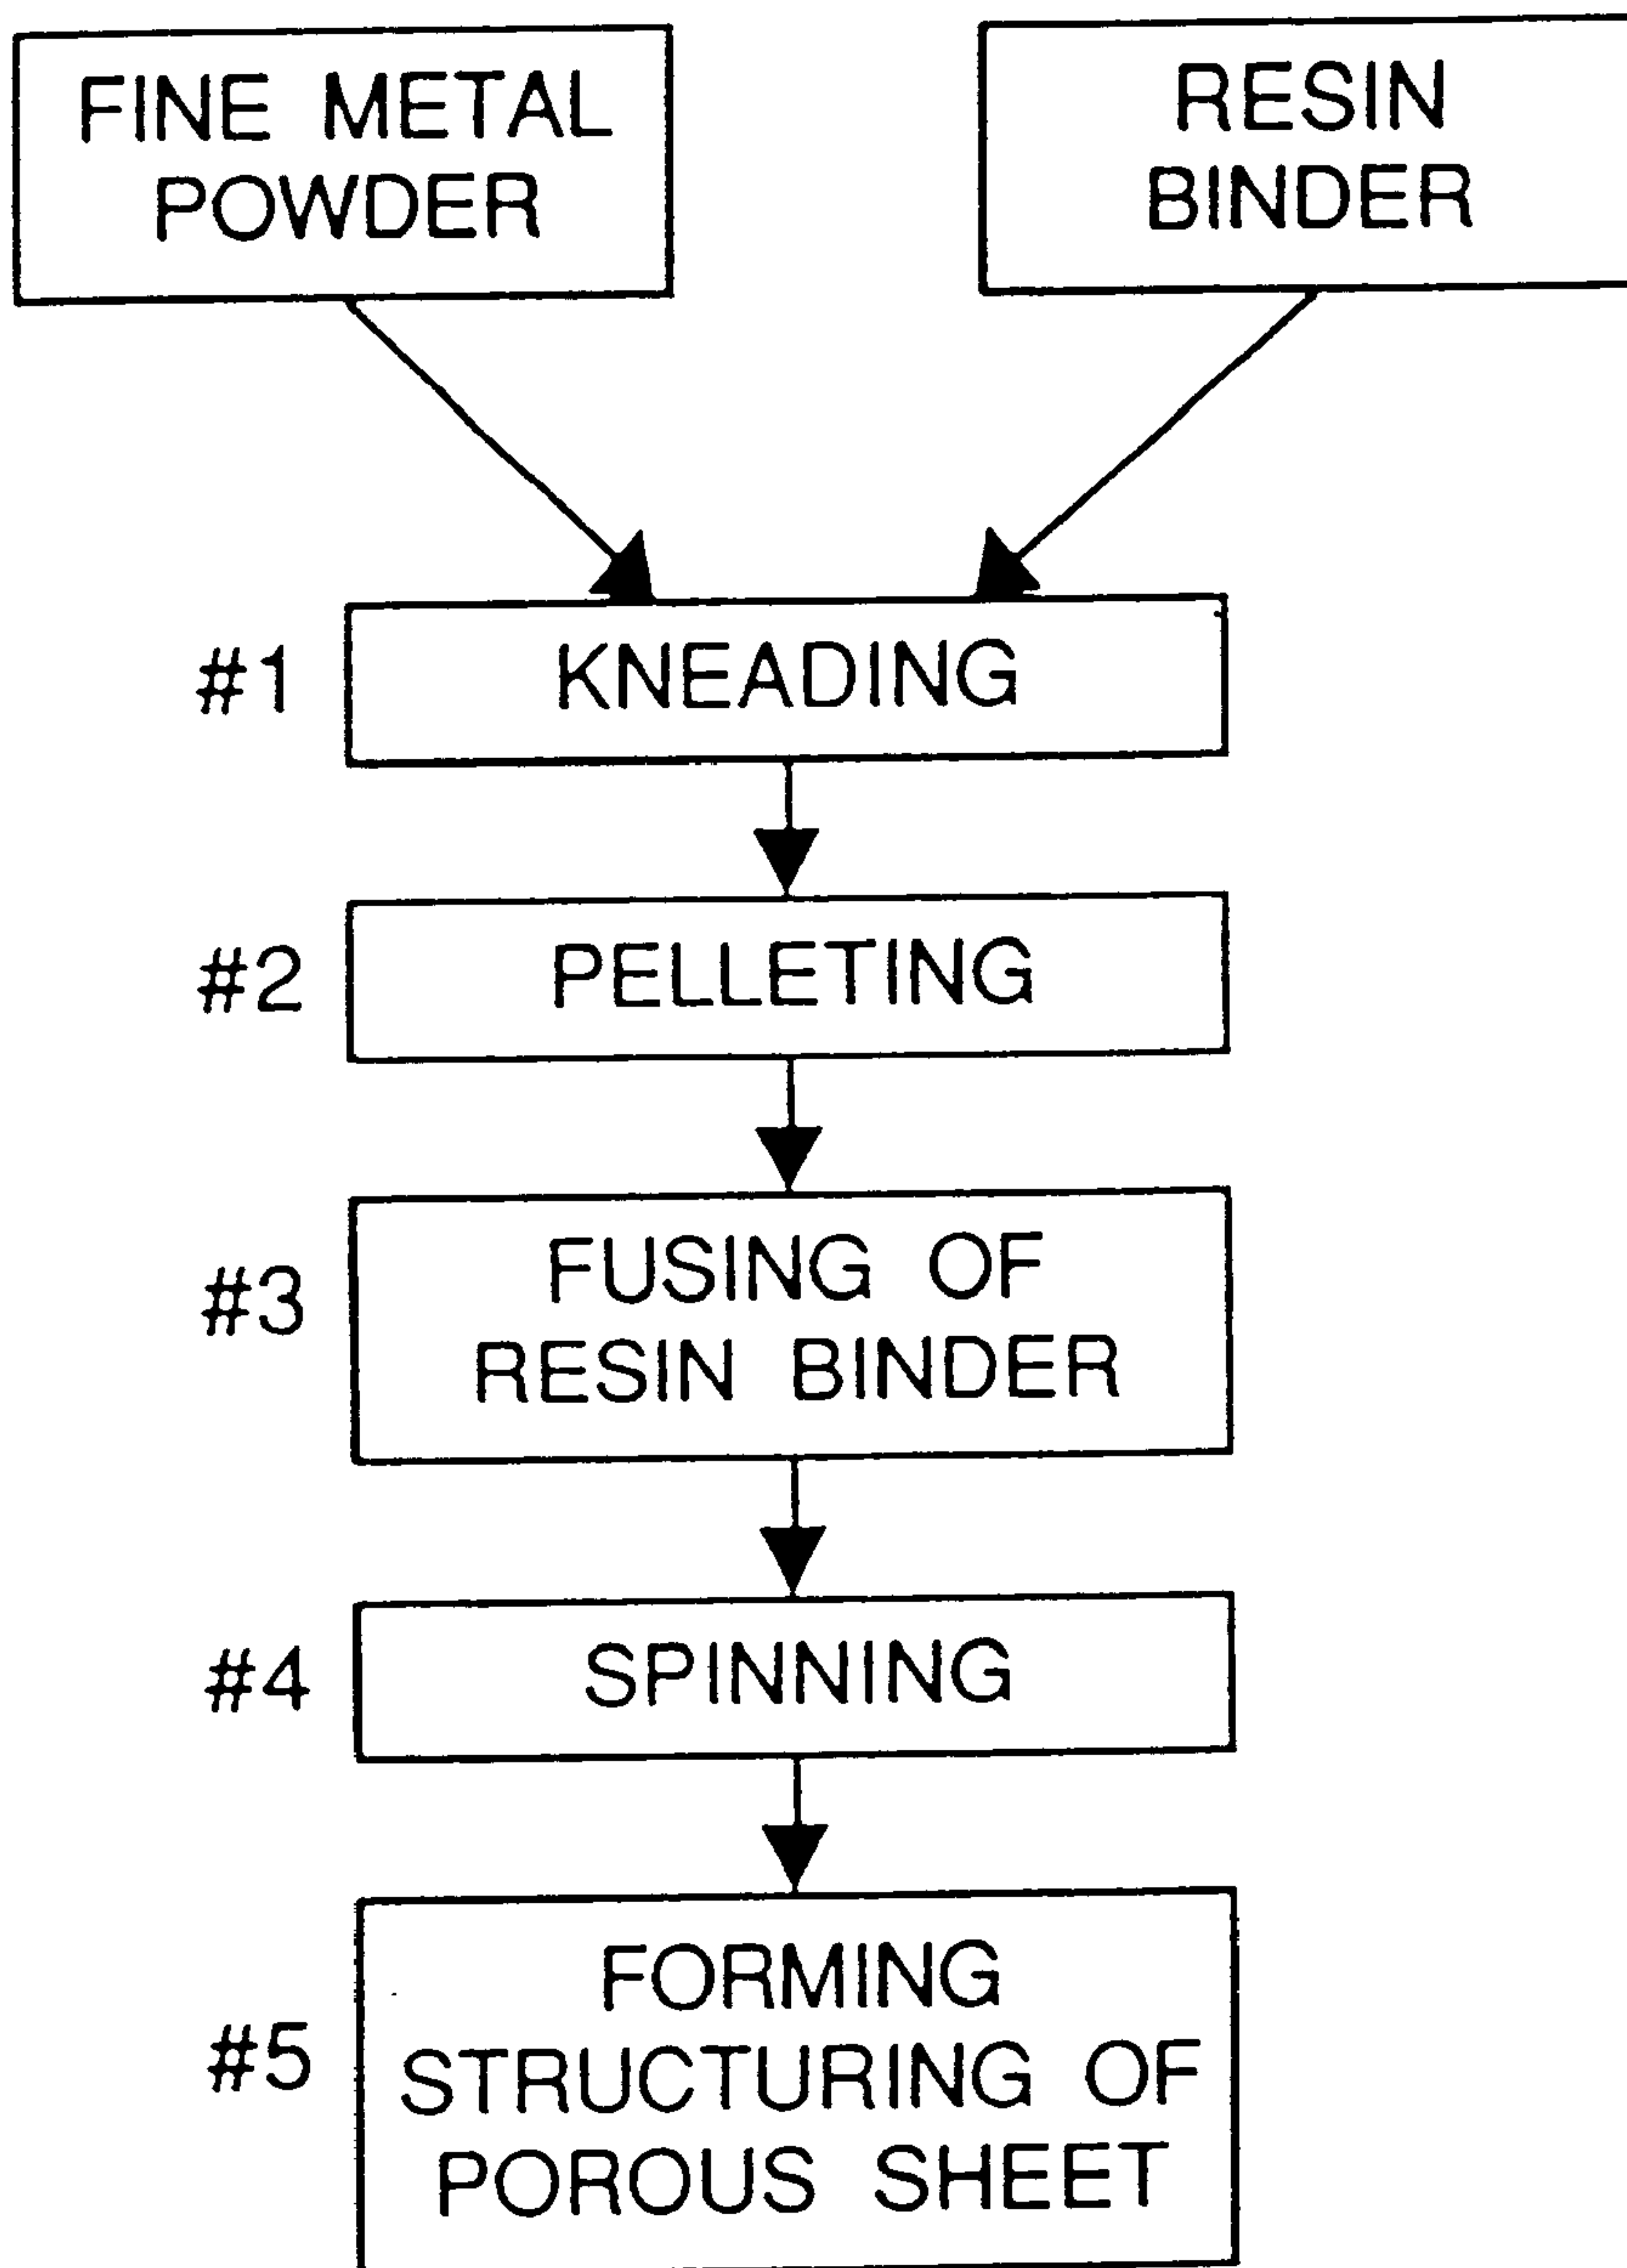 FINE METAL
POWDER
RESIN
BINDER
#1
KNEADING
#2
PELLETING
#3
FUSING OF
RESIN BINDER
#4
SPINNING
#5
FORMING
STRUCTURING OF
POROUS SHEET